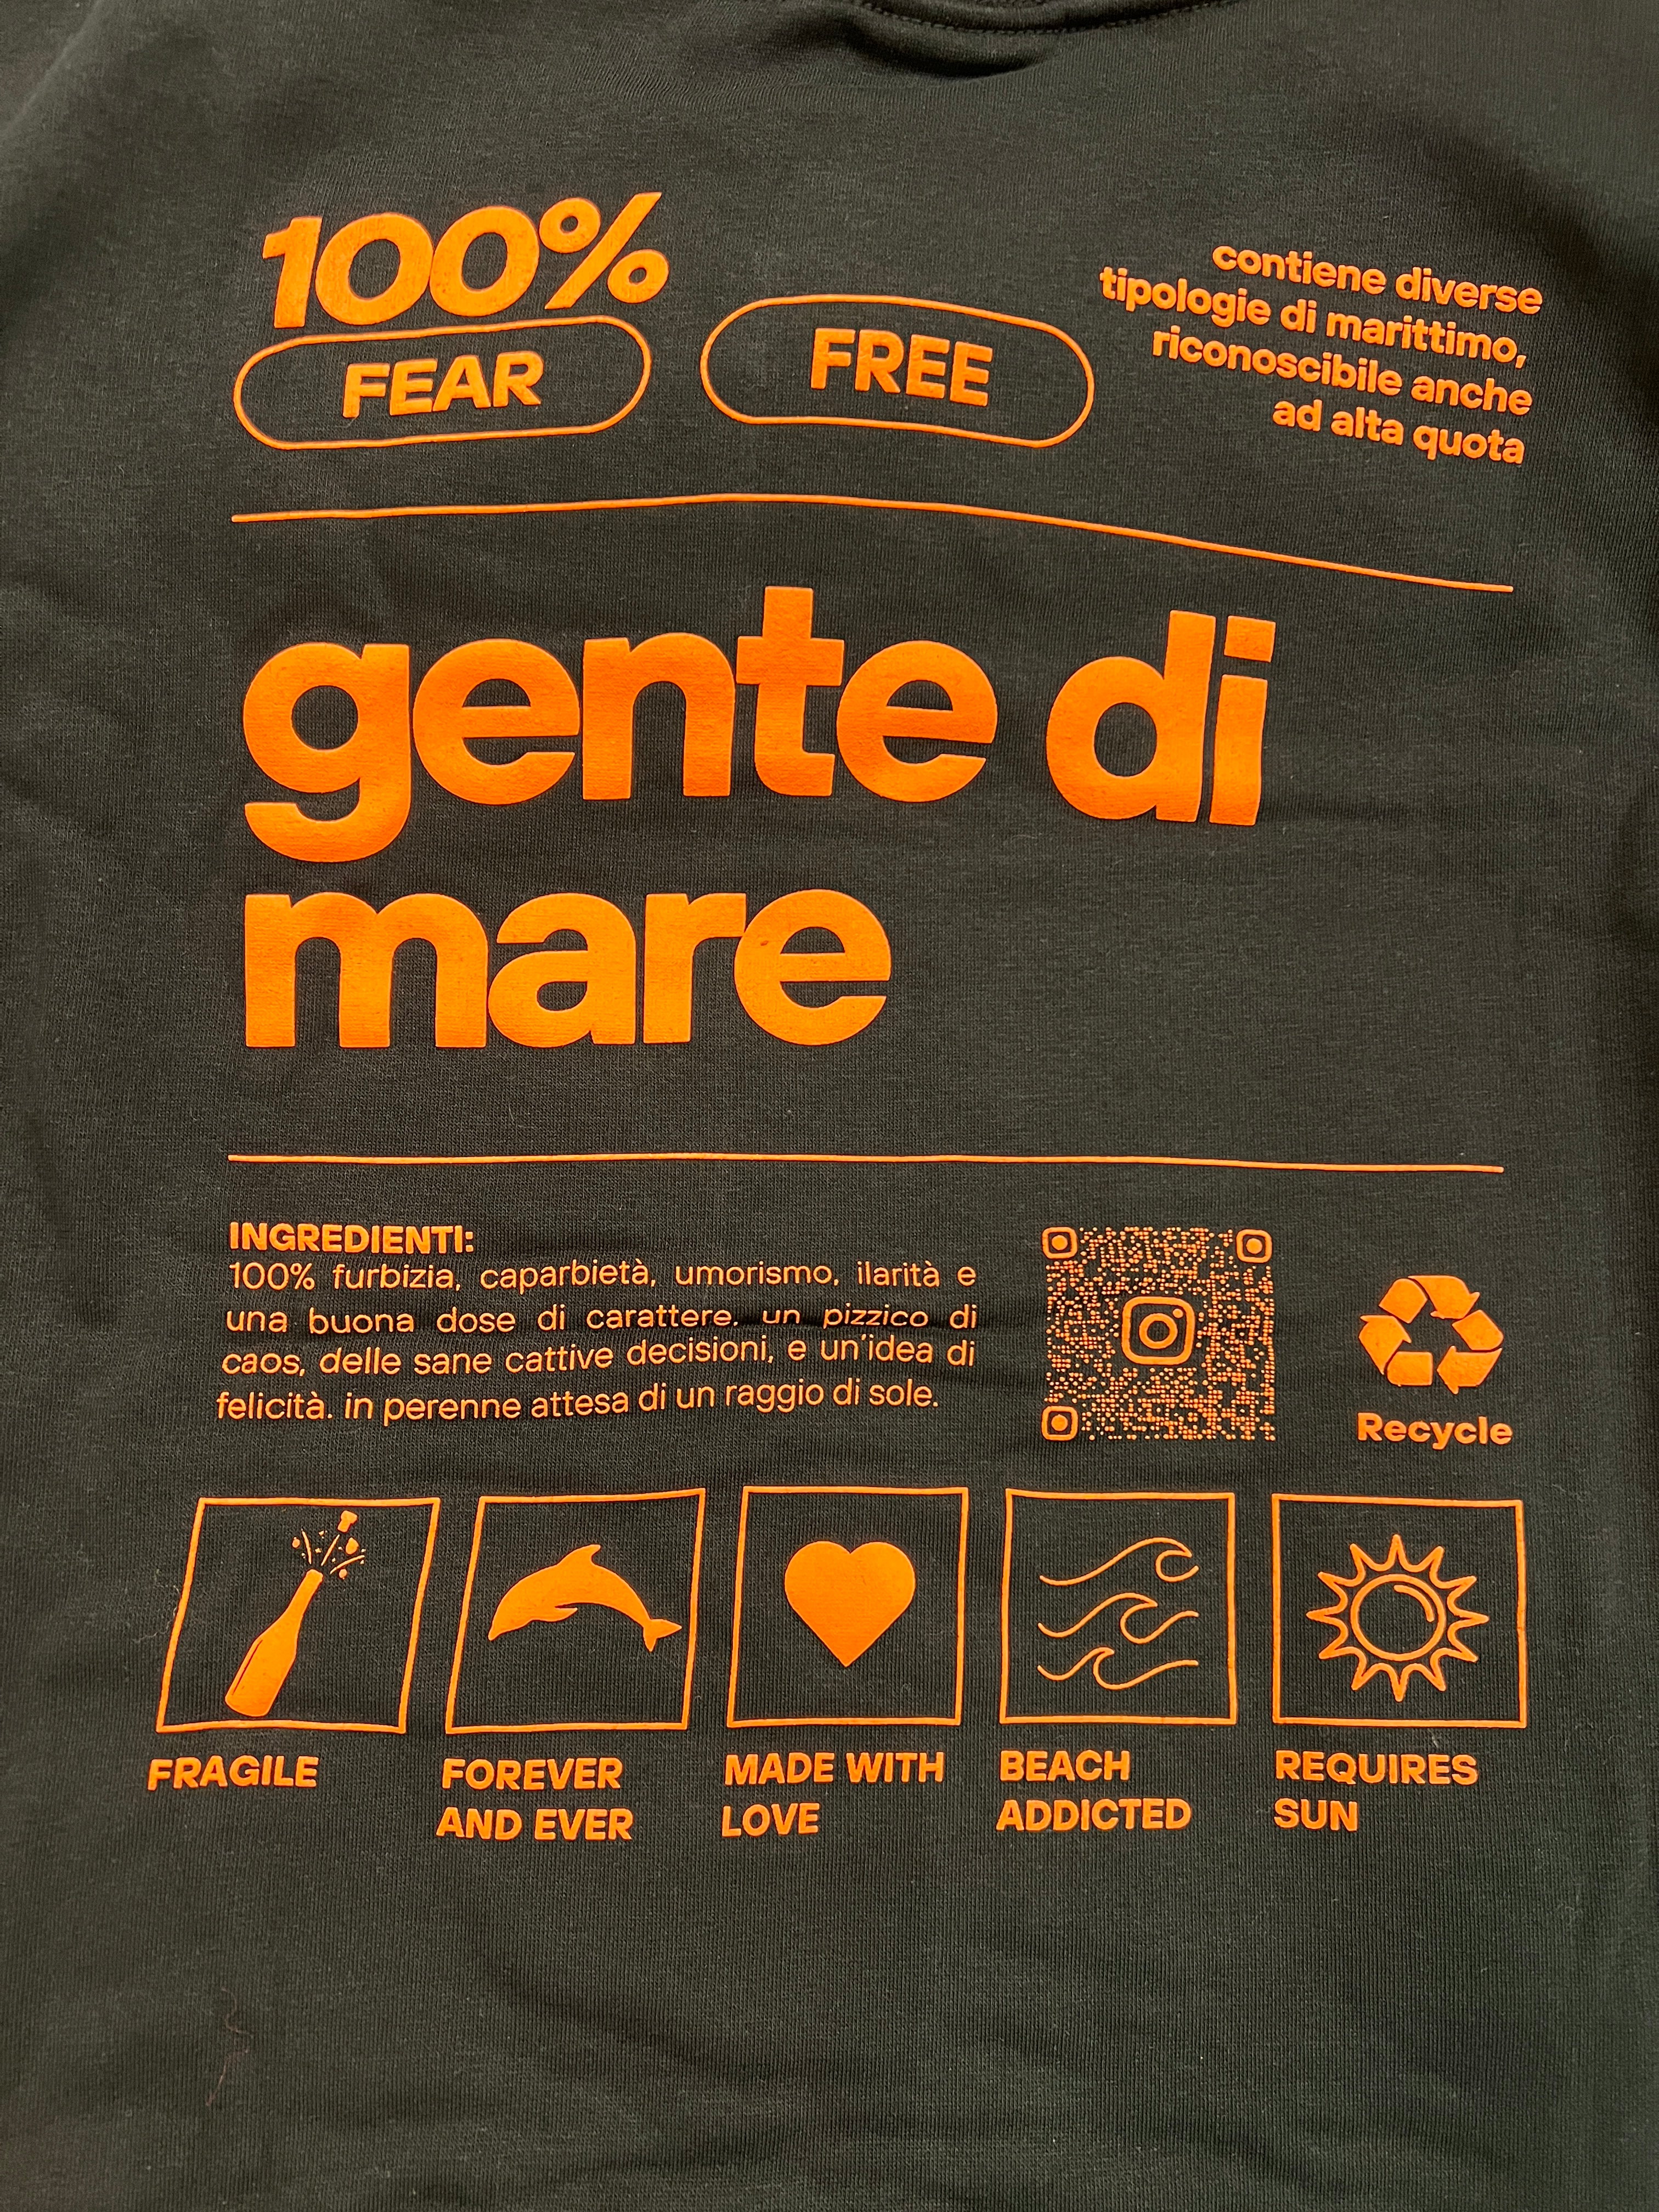 100%
FEAR
FREE
contiene diverse
tipologie di marittimo,
riconoscibile anche
ad alta quota
gente di
mare
INGREDIENTI:
100% furbizia, caparbietà, umorismo, ilarità e
una buona dose di carattere, un pizzico di
caos, delle sane cattive decisioni, e un'idea di
felicità. in perenne attesa di un raggio di sole.
Recycle
FRAGILE
FOREVER
AND EVER
MADE WITH
LOVE
BEACH
ADDICTED
REQUIRES
SUN